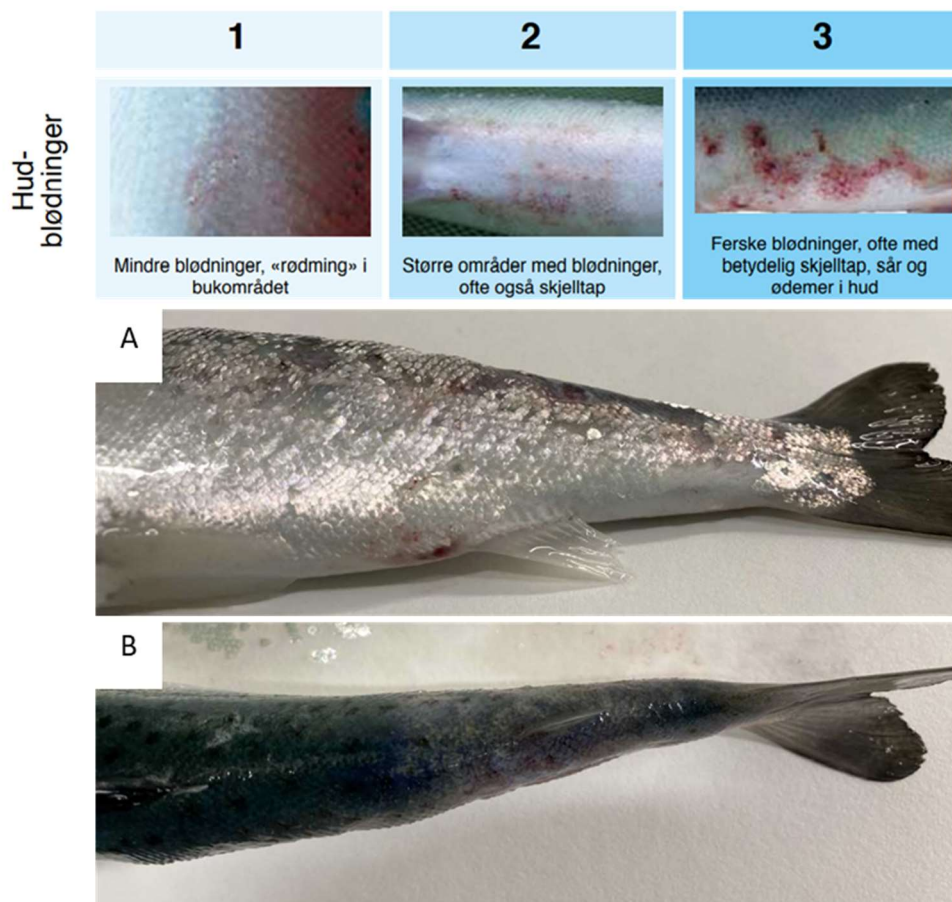 1
2
3
Hud-
blødninger
Mindre blødninger, «rødming» i
bukområdet
Større områder med blødninger,
ofte også skjelltap
Ferske blødninger, ofte med
betydelig skjelltap, sår og
ødemer i hud
A
B